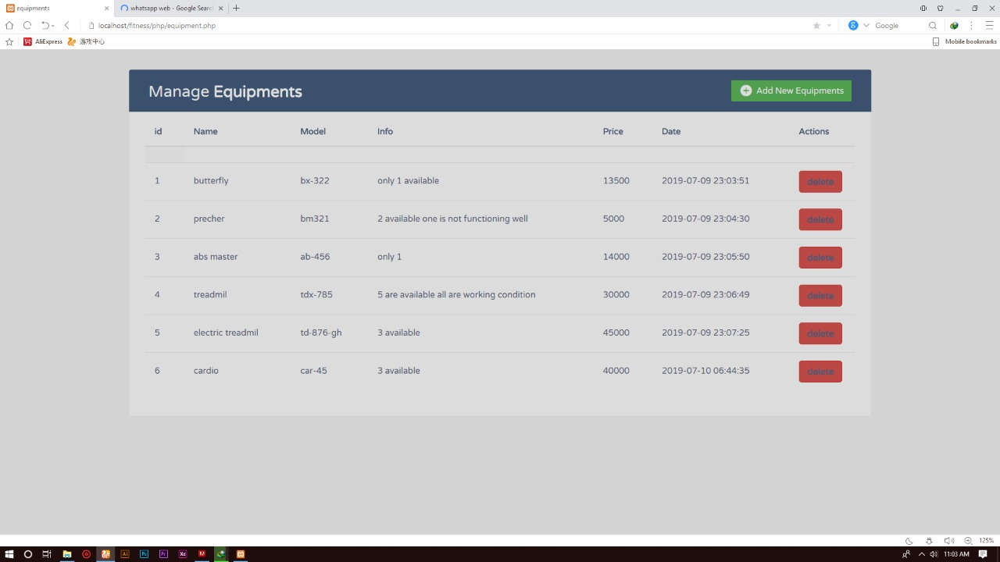 equipments
whatsapp web - Google Search
localhost/fitness/php/equipment.php
Google
AliExpress
游戏中心
Mobile bookmarks
Manage Equipments
Add New Equipments
id Name Model Info Price Date Actions
1 butterfly bx-322 only 1 available 13500 2019-07-09 23:03:51 delete
2 precher bm321 2 available one is not functioning well 5000 2019-07-09 23:04:30 delete
3 abs master ab-456 only 1 14000 2019-07-09 23:05:50 delete
4 treadmil tdx-785 5 are available all are working condition 30000 2019-07-09 23:06:49 delete
5 electric treadmil td-876-gh 3 available 45000 2019-07-09 23:07:25 delete
6 cardio car-45 3 available 40000 2019-07-10 06:44:35 delete
125%
Ai Ps Pr Xd
11:03 AM